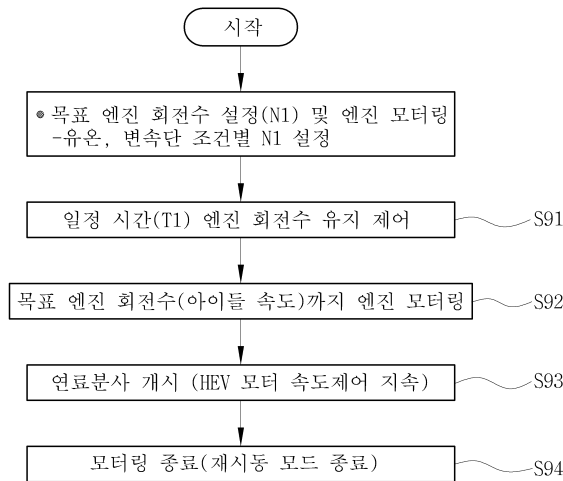 시작
• 목표 엔진 회전수 설정(N1) 및 엔진 모터링
-유온, 변속단 조건별 N1 설정
일정 시간(T1) 엔진 회전수 유지 제어
S91
목표 엔진 회전수(아이들 속도)까지 엔진 모터링
S92
연료분사 개시 (HEV 모터 속도제어 지속)
S93
모터링 종료(재시동 모드 종료)
S94